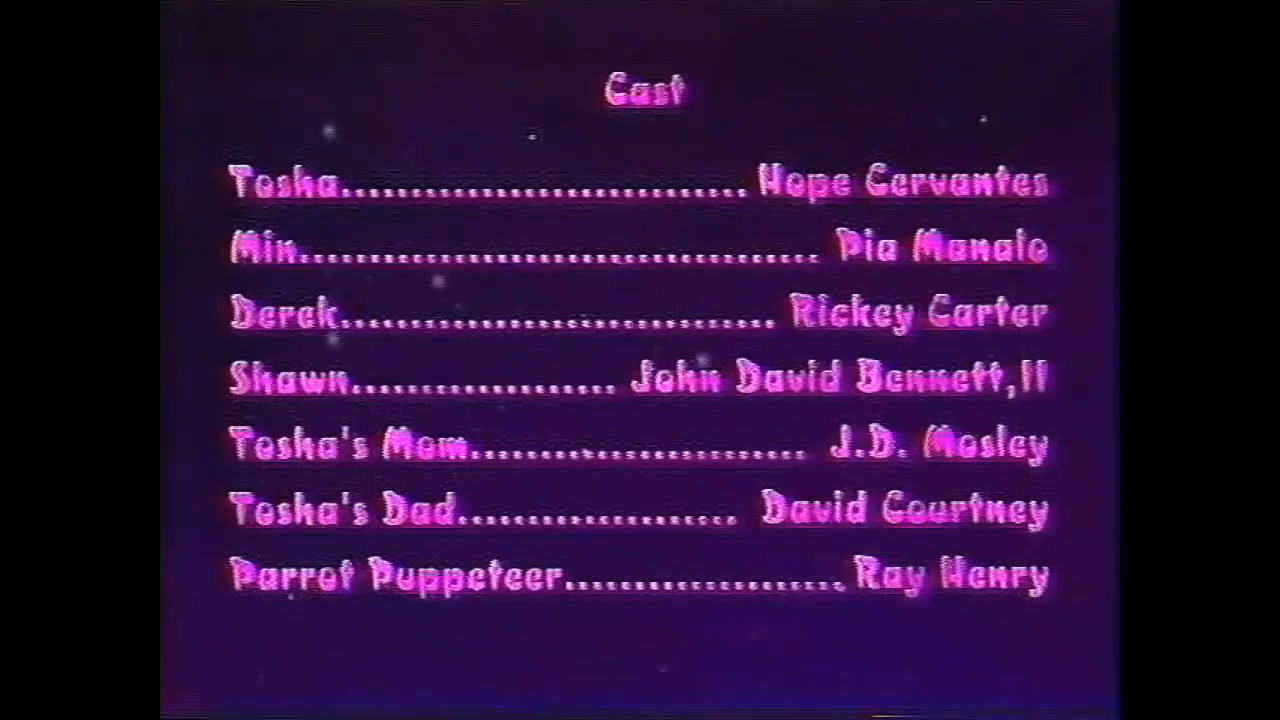 Cast
Tosha............................. Hope Cervantes
Min..................................... Pia Manalo
Derek............................... Rickey Carter
Shawn................... John David Bennett,II
Tosha's Mom........................ J.D. Mosley
Tosha's Dad.................... David Courtney
Parrot Puppeteer.................... Ray Henry